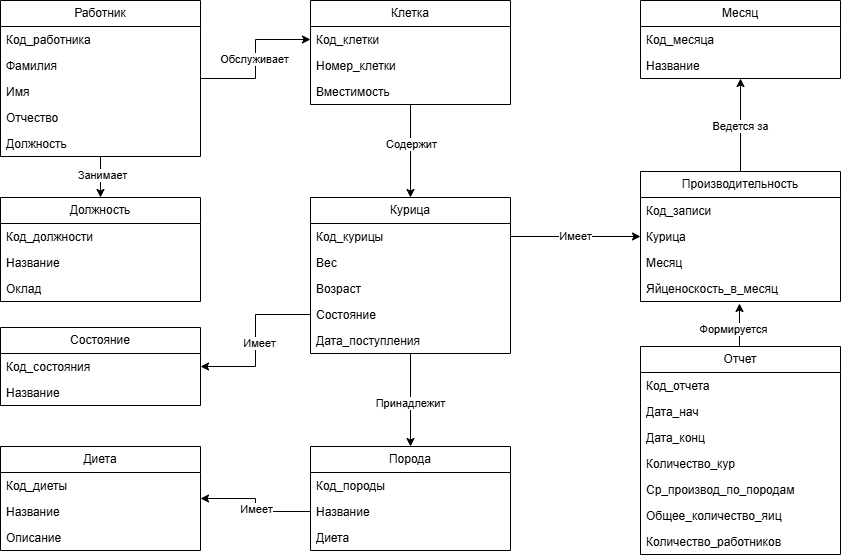 Работник
Код_работника
Фамилия
Имя
Отчество
Должность
Обслуживает
Клетка
Код_клетки
Номер_клетки
Вместимость
Месяц
Код_месяца
Название
Занимает
Содержит
Ведется за
Должность
Код_должности
Название
Оклад
Курица
Код_курицы
Вес
Возраст
Состояние
Дата_поступления
Имеет
Производительность
Код_записи
Курица
Месяц
Яйценоскость_в_месяц
Состояние
Код_состояния
Название
Имеет
Формируется
Принадлежит
Отчет
Код_отчета
Дата_нач
Дата_конц
Количество_кур
Ср_производ_по_породам
Общее_количество_яиц
Количество_работников
Диета
Код_диеты
Название
Описание
Имеет
Порода
Код_породы
Название
Диета